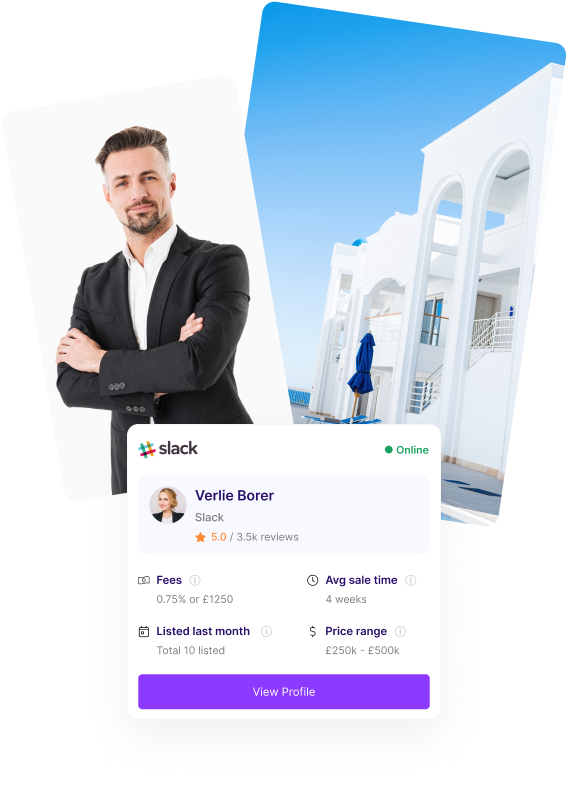 slack
Online
Verlie Borer
Slack
5.0 / 3.5k reviews
Fees
Avg sale time
0.75% or £1250
4 weeks
Listed last month
Price range
Total 10 listed
£250k - £500k
View Profile